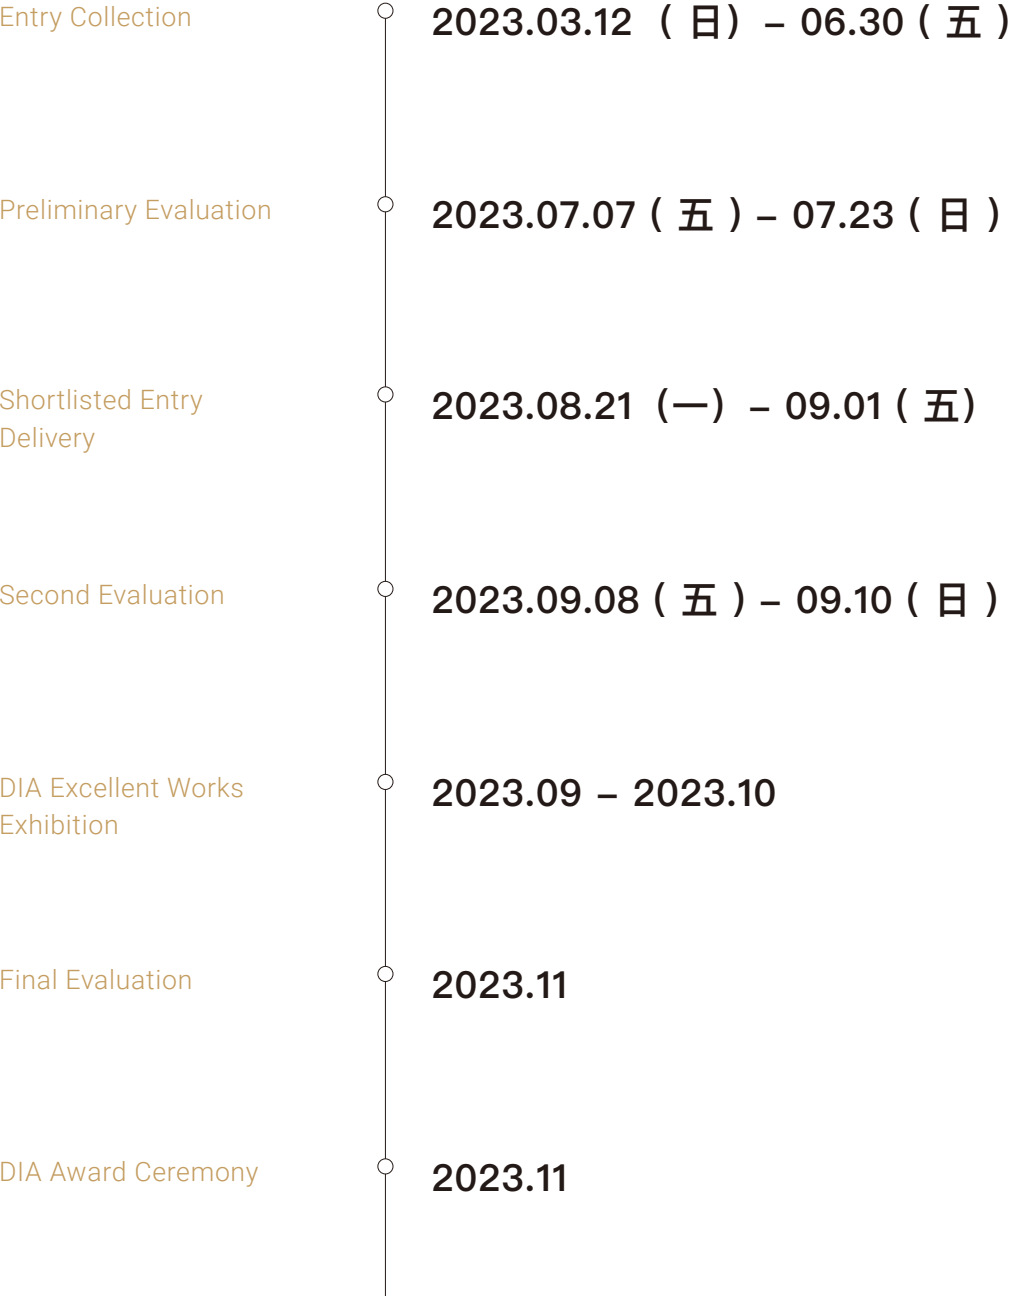 Entry Collection
2023.03.12 ( 日) – 06.30 ( 五 )
Preliminary Evaluation
2023.07.07 ( 五 ) – 07.23 ( 日 )
Shortlisted Entry
Delivery
2023.08.21 (一) – 09.01 ( 五)
Second Evaluation
2023.09.08 ( 五 ) – 09.10 ( 日 )
DIA Excellent Works
Exhibition
2023.09 – 2023.10
Final Evaluation
2023.11
DIA Award Ceremony
2023.11